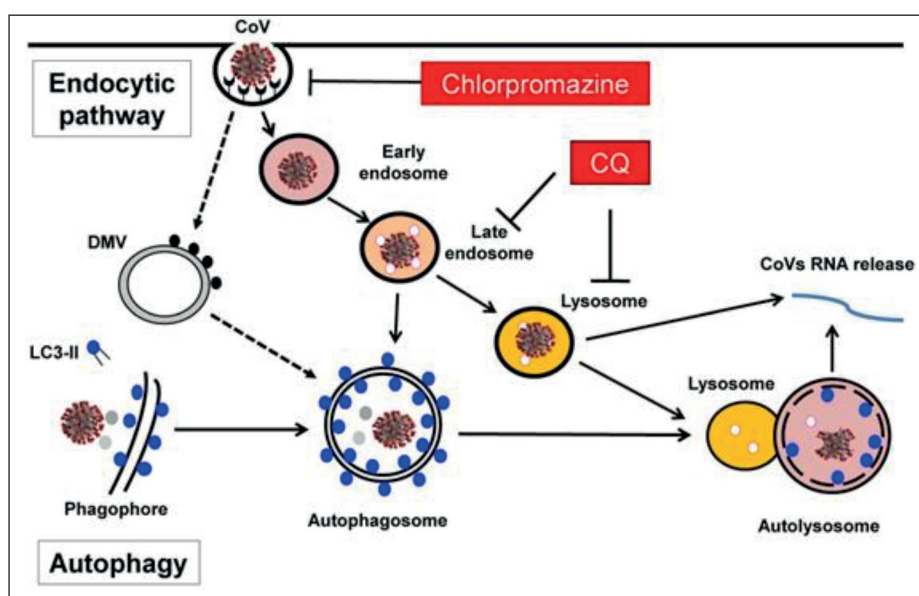 CoV
Endocytic
pathway
Chlorpromazine
Early
endosome
CQ
DMV
Late
endosome
CoVs RNA release
Lysosome
LC3-II
Lysosome
Phagophore
Autophagosome
Autolysosome
Autophagy